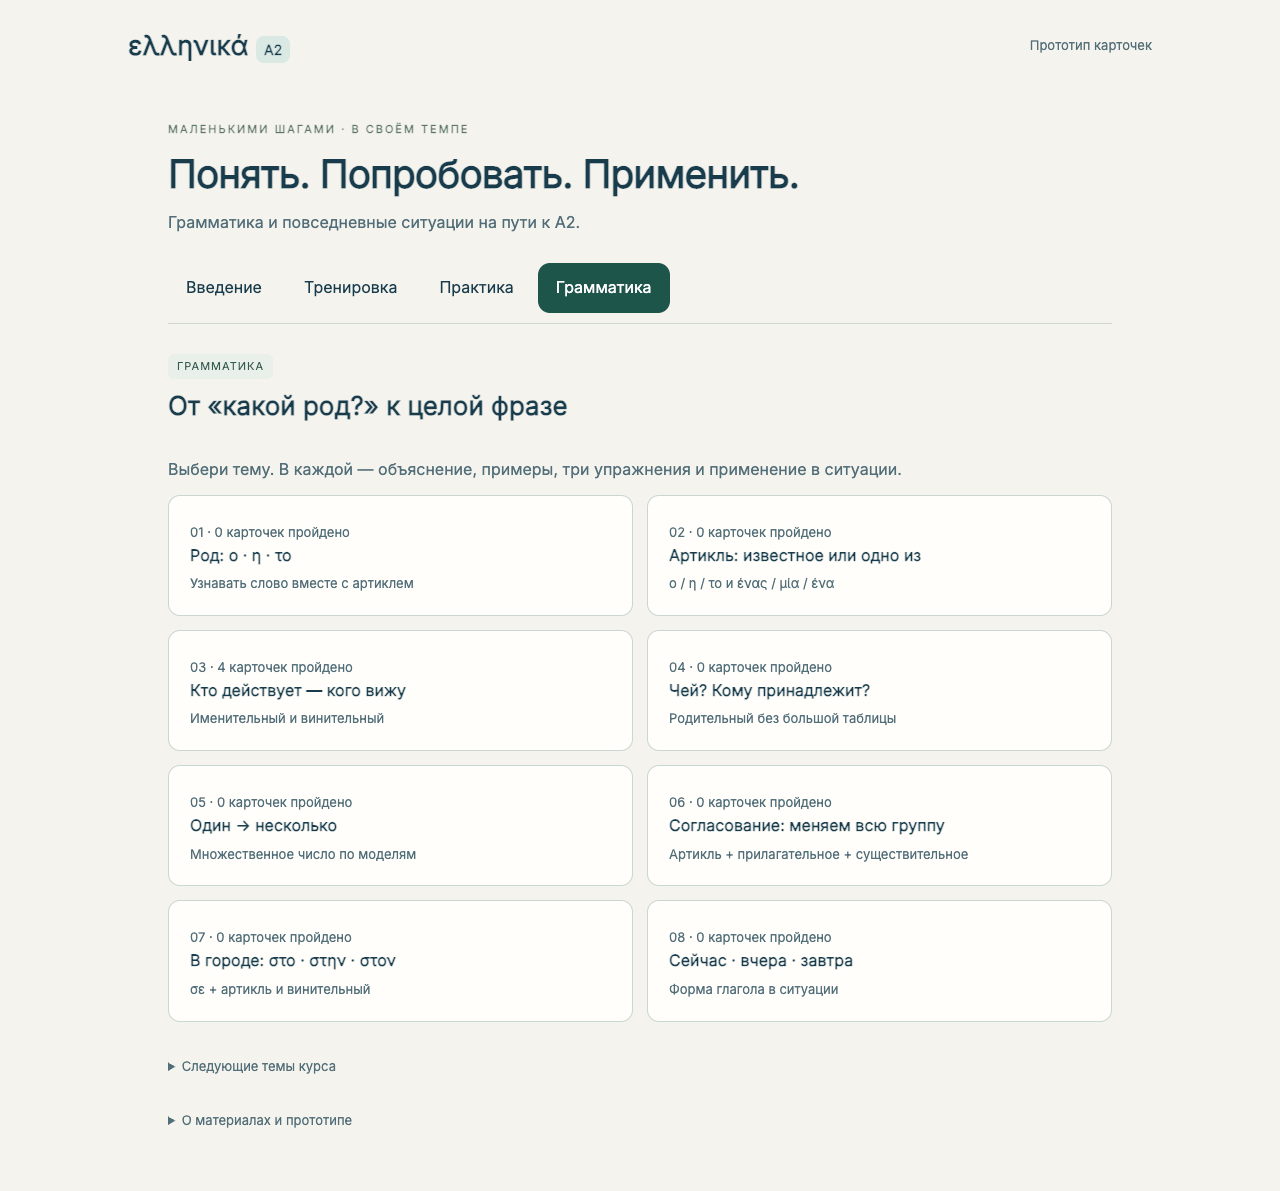 ελληνικά A2
Прототип карточек
МАЛЕНЬКИМИ ШАГАМИ · В СВОЁМ ТЕМПЕ
Понять. Попробовать. Применить.
Грамматика и повседневные ситуации на пути к A2.
Введение Тренировка Практика Грамматика
ГРАММАТИКА
От «какой род?» к целой фразе
Выбери тему. В каждой — объяснение, примеры, три упражнения и применение в ситуации.
01 · 0 карточек пройдено
Род: ο · η · το
Узнавать слово вместе с артиклем
02 · 0 карточек пройдено
Артикль: известное или одно из
ο / η / το и ένας / μία / ένα
03 · 4 карточек пройдено
Кто действует — кого вижу
Именительный и винительный
04 · 0 карточек пройдено
Чей? Кому принадлежит?
Родительный без большой таблицы
05 · 0 карточек пройдено
Один → несколько
Множественное число по моделям
06 · 0 карточек пройдено
Согласование: меняем всю группу
Артикль + прилагательное + существительное
07 · 0 карточек пройдено
В городе: στο · στην · στον
σε + артикль и винительный
08 · 0 карточек пройдено
Сейчас · вчера · завтра
Форма глагола в ситуации
Следующие темы курса
О материалах и прототипе